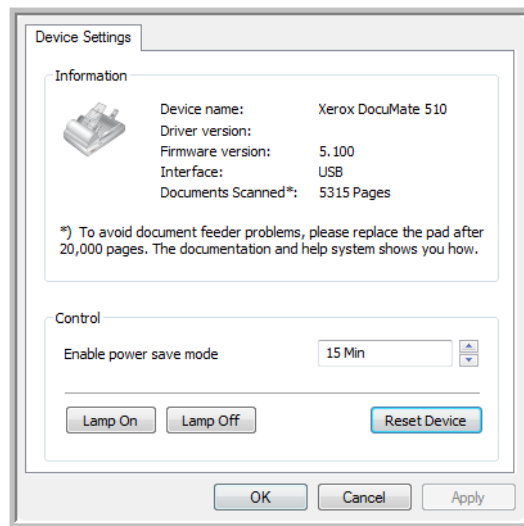 Device Settings
Information
Device name: Xerox DocuMate 510
Driver version:
Firmware version: 5.100
Interface: USB
Documents Scanned*: 5315 Pages
*) To avoid document feeder problems, please replace the pad after
20,000 pages. The documentation and help system shows you how.
Control
Enable power save mode 15 Min
Lamp On Lamp Off Reset Device
OK Cancel Apply